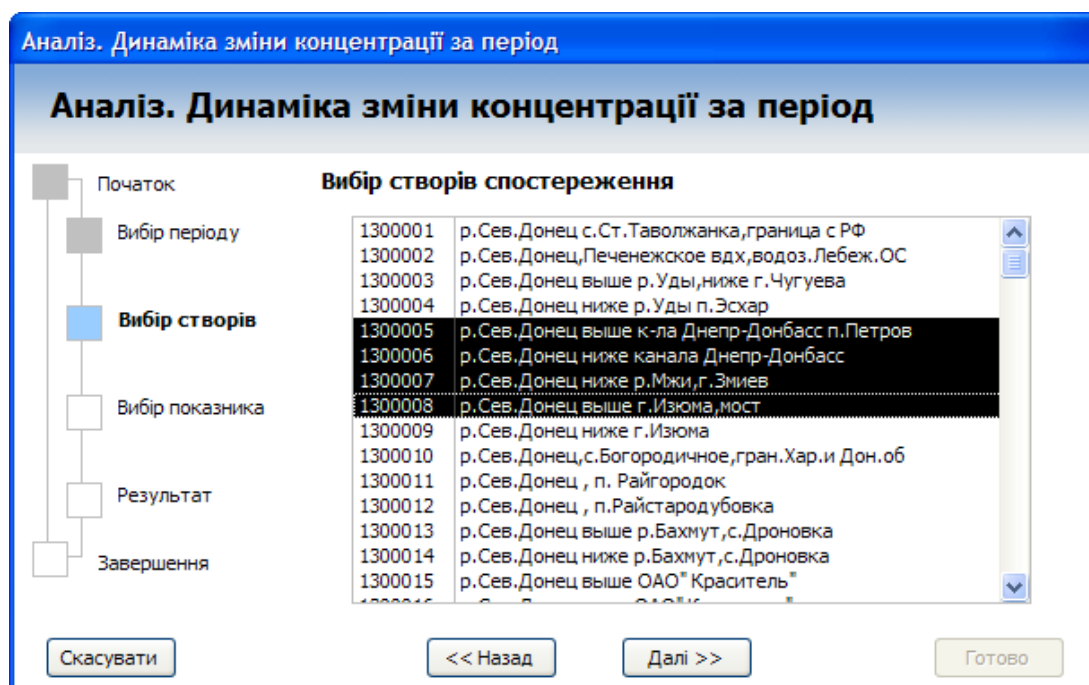 Аналіз. Динаміка зміни концентрації за період
Аналіз. Динаміка зміни концентрації за період
Початок
Вибір періоду
Вибір створів
Вибір показника
Результат
Завершення
Вибір створів спостереження
1300001 р.Сев.Донец с.Ст.Таволжанка,граница с РФ
1300002 р.Сев.Донец,Печенежское вдх,водоз.Лебеж.ОС
1300003 р.Сев.Донец выше р.Уды,ниже г.Чугуева
1300004 р.Сев.Донец ниже р.Уды п.Эсхар
1300005 р.Сев.Донец выше к-ла Днепр-Донбасс п.Петров
1300006 р.Сев.Донец ниже канала Днепр-Донбасс
1300007 р.Сев.Донец ниже р.Мжи,г.Змиев
1300008 р.Сев.Донец выше г.Изюма,мост
1300009 р.Сев.Донец ниже г.Изюма
1300010 р.Сев.Донец,с.Богородичное,гран.Хар.и Дон.об
1300011 р.Сев.Донец , п. Райгородок
1300012 р.Сев.Донец , п.Райстародубовка
1300013 р.Сев.Донец выше р.Бахмут,с.Дроновка
1300014 р.Сев.Донец ниже р.Бахмут,с.Дроновка
1300015 р.Сев.Донец выше ОАО"Краситель"
Скасувати
<< Назад
Далі >>
Готово